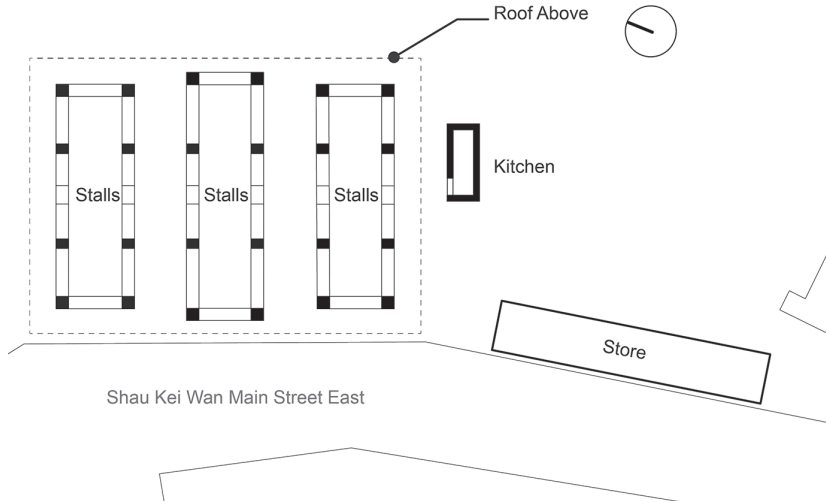 Roof Above
Kitchen
Stalls
Stalls
Stalls
Store
Shau Kei Wan Main Street East